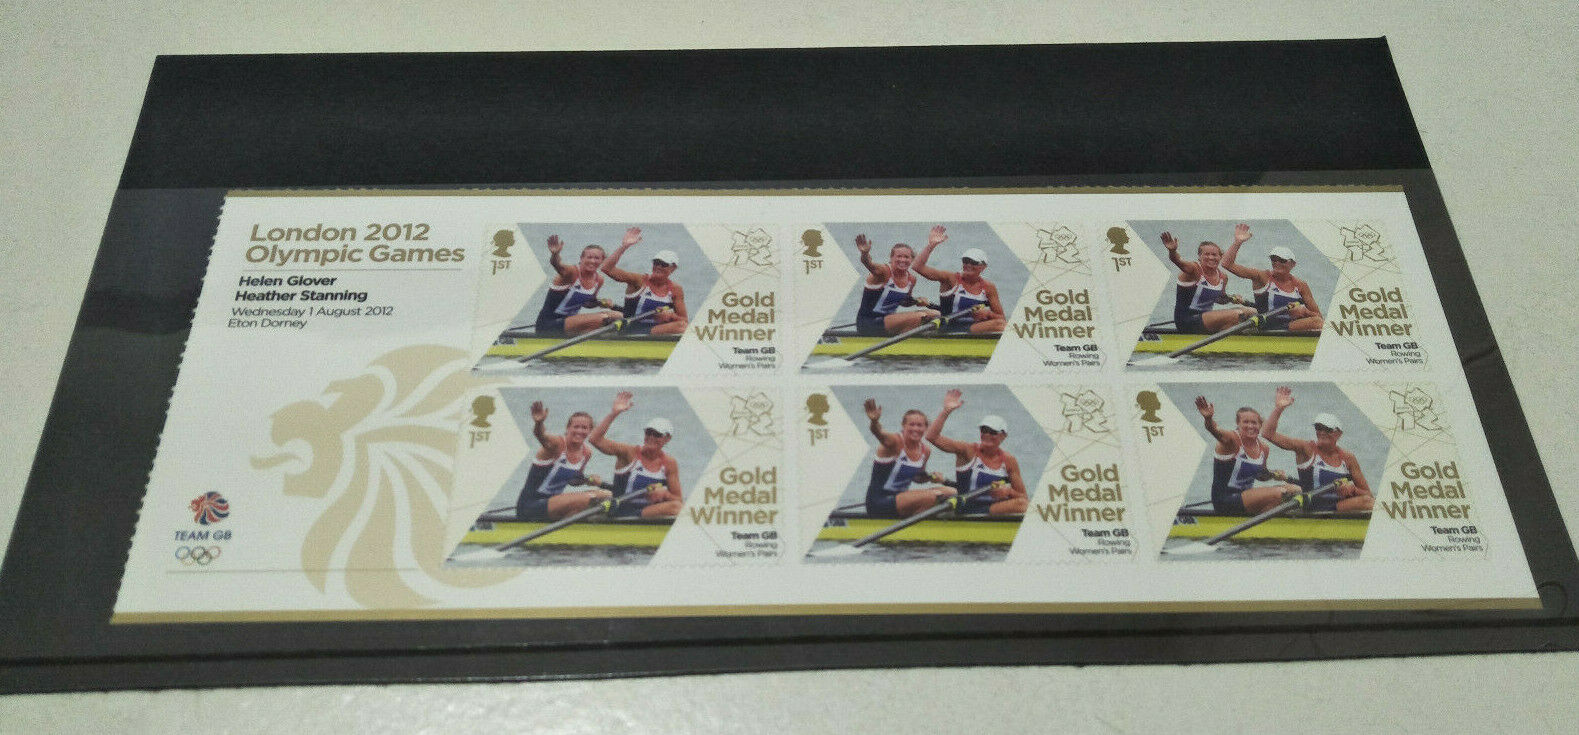 London 2012
Olympic Games
Helen Glover
Heather Stanning
Wednesday 1 August 2012
Eton Dorney
TEAM GB
1ST
Gold
Medal
Winner
Team GB
Rowing
Women's Pairs
1ST
Gold
Medal
Winner
Team GB
Rowing
Women's Pairs
1ST
Gold
Medal
Winner
Team GB
Rowing
Women's Pairs
1ST
Gold
Medal
Winner
Team GB
Rowing
Women's Pairs
1ST
Gold
Medal
Winner
Team GB
Rowing
Women's Pairs
1ST
Gold
Medal
Winner
Team GB
Rowing
Women's Pairs